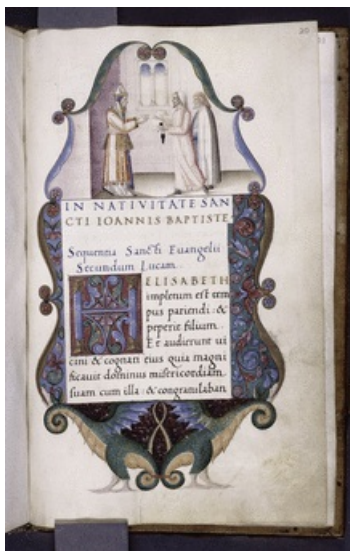 IN NATIVITATE SAN
CTI IOANNIS BAPTISTE·
Sequentia Sancti Euangelii
Secundum Lucam
ELISABETH
impletum est tem
pus pariendi: &
peperit filium.
Et audierunt ui
cini & cognati eius quia magni
ficauit dominus misericordiam
suam cum illa: & congratulaban